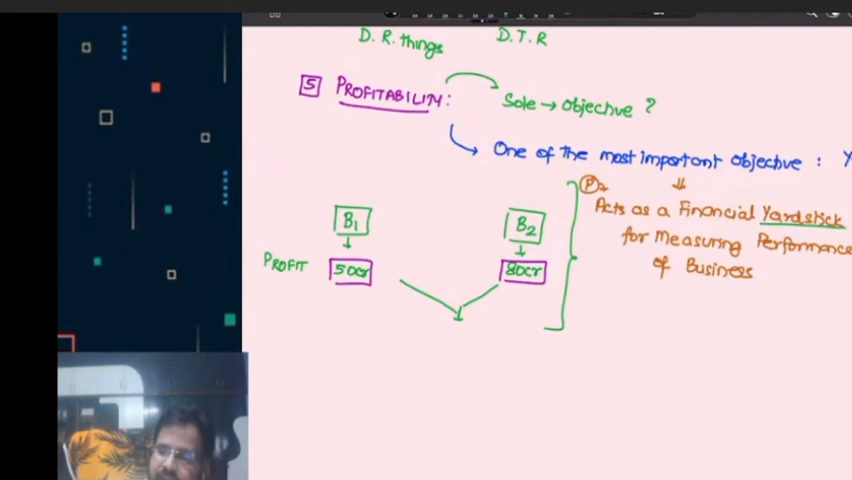 D. R. things D. T. R
5 PROFITABILITY: Sole → Objective ?
One of the most important Objective : Y
P
Acts as a Financial Yardstick
for Measuring Performance
of Business
B1 B2
PROFIT 50cr 80cr